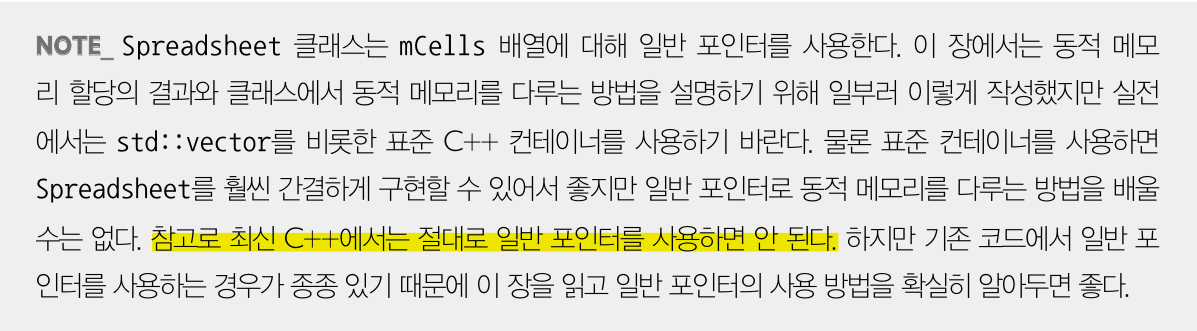 NOTE_ Spreadsheet 클래스는 mCells 배열에 대해 일반 포인터를 사용한다. 이 장에서는 동적 메모
리 할당의 결과와 클래스에서 동적 메모리를 다루는 방법을 설명하기 위해 일부러 이렇게 작성했지만 실전
에서는 std::vector를 비롯한 표준 C++ 컨테이너를 사용하기 바란다. 물론 표준 컨테이너를 사용하면
Spreadsheet를 훨씬 간결하게 구현할 수 있어서 좋지만 일반 포인터로 동적 메모리를 다루는 방법을 배울
수는 없다. 참고로 최신 C++에서는 절대로 일반 포인터를 사용하면 안 된다. 하지만 기존 코드에서 일반 포
인터를 사용하는 경우가 종종 있기 때문에 이 장을 읽고 일반 포인터의 사용 방법을 확실히 알아두면 좋다.